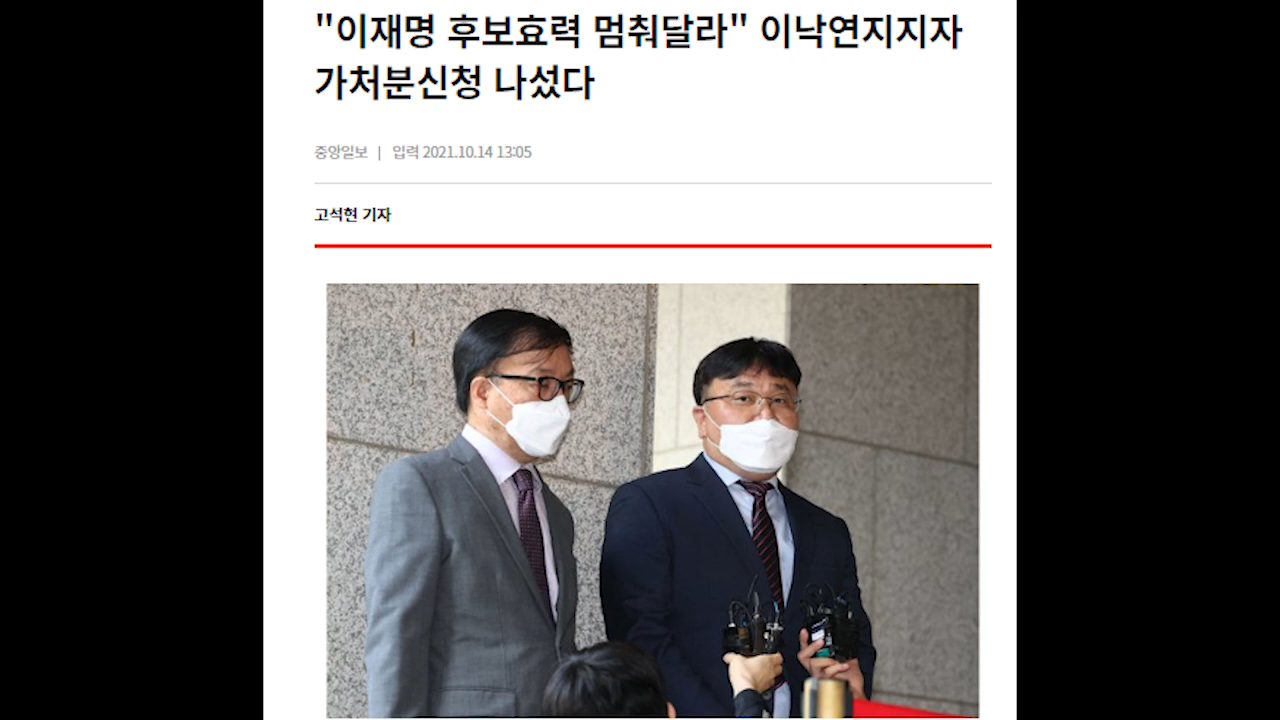 "이재명 후보효력 멈춰달라" 이낙연지지자
가처분신청 나섰다
중앙일보 | 입력 2021.10.14 13:05
고석현 기자